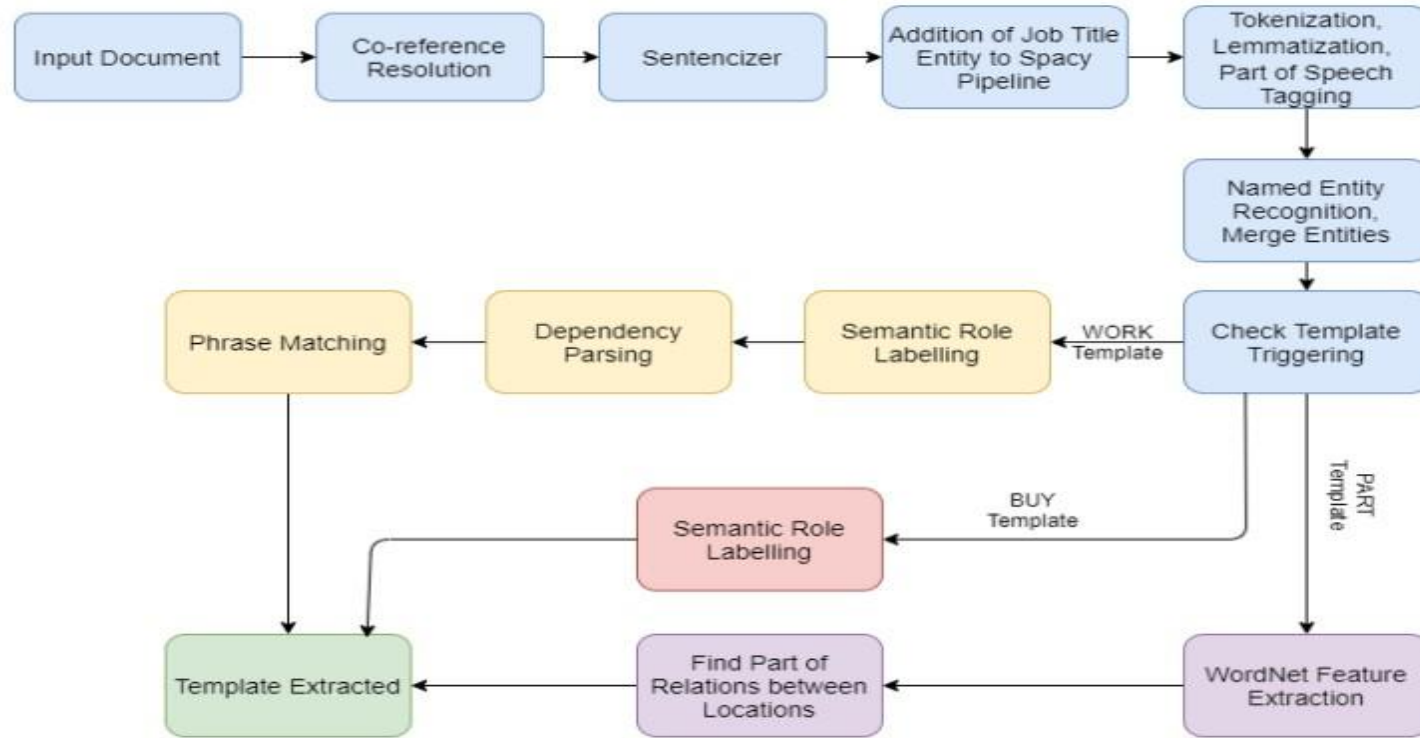 Input Document
Co-reference
Resolution
Sentencizer
Addition of Job Title
Entity to Spacy
Pipeline
Tokenization,
Lemmatization,
Part of Speech
Tagging
Named Entity
Recognition,
Merge Entities
Check Template
Triggering
WORK
Template
Semantic Role
Labelling
Dependency
Parsing
Phrase Matching
BUY
Template
Semantic Role
Labelling
PART
Template
WordNet Feature
Extraction
Find Part of
Relations between
Locations
Template Extracted